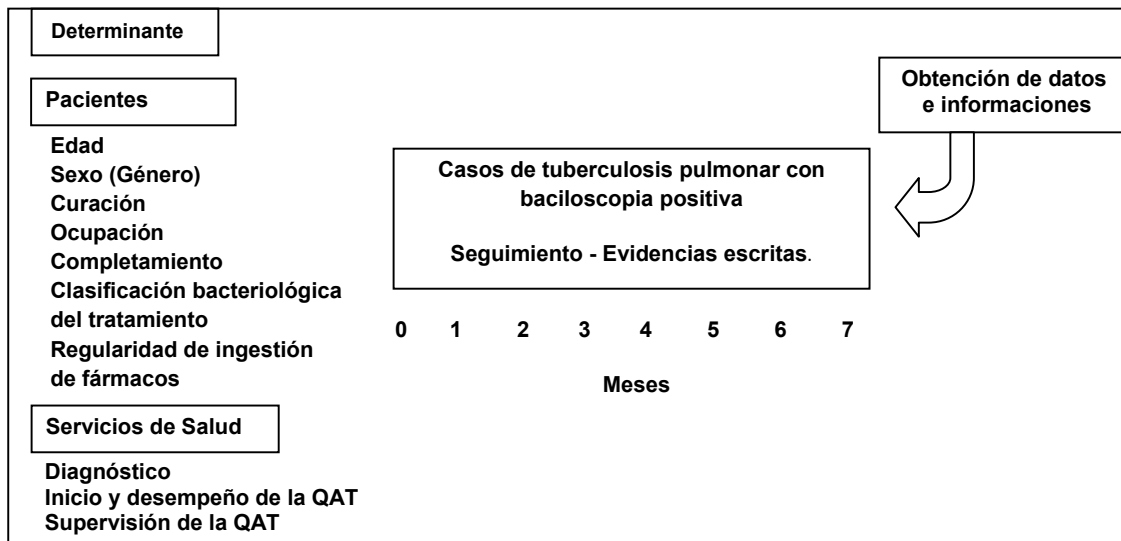 Determinante
Pacientes
Edad
Sexo (Género)
Curación
Ocupación
Completamiento
Clasificación bacteriológica
del tratamiento
Regularidad de ingestión
de fármacos
Servicios de Salud
Diagnóstico
Inicio y desempeño de la QAT
Supervisión de la QAT
Casos de tuberculosis pulmonar con
baciloscopia positiva
Seguimiento - Evidencias escritas.
0 1 2 3 4 5 6 7
Meses
Obtención de datos
e informaciones